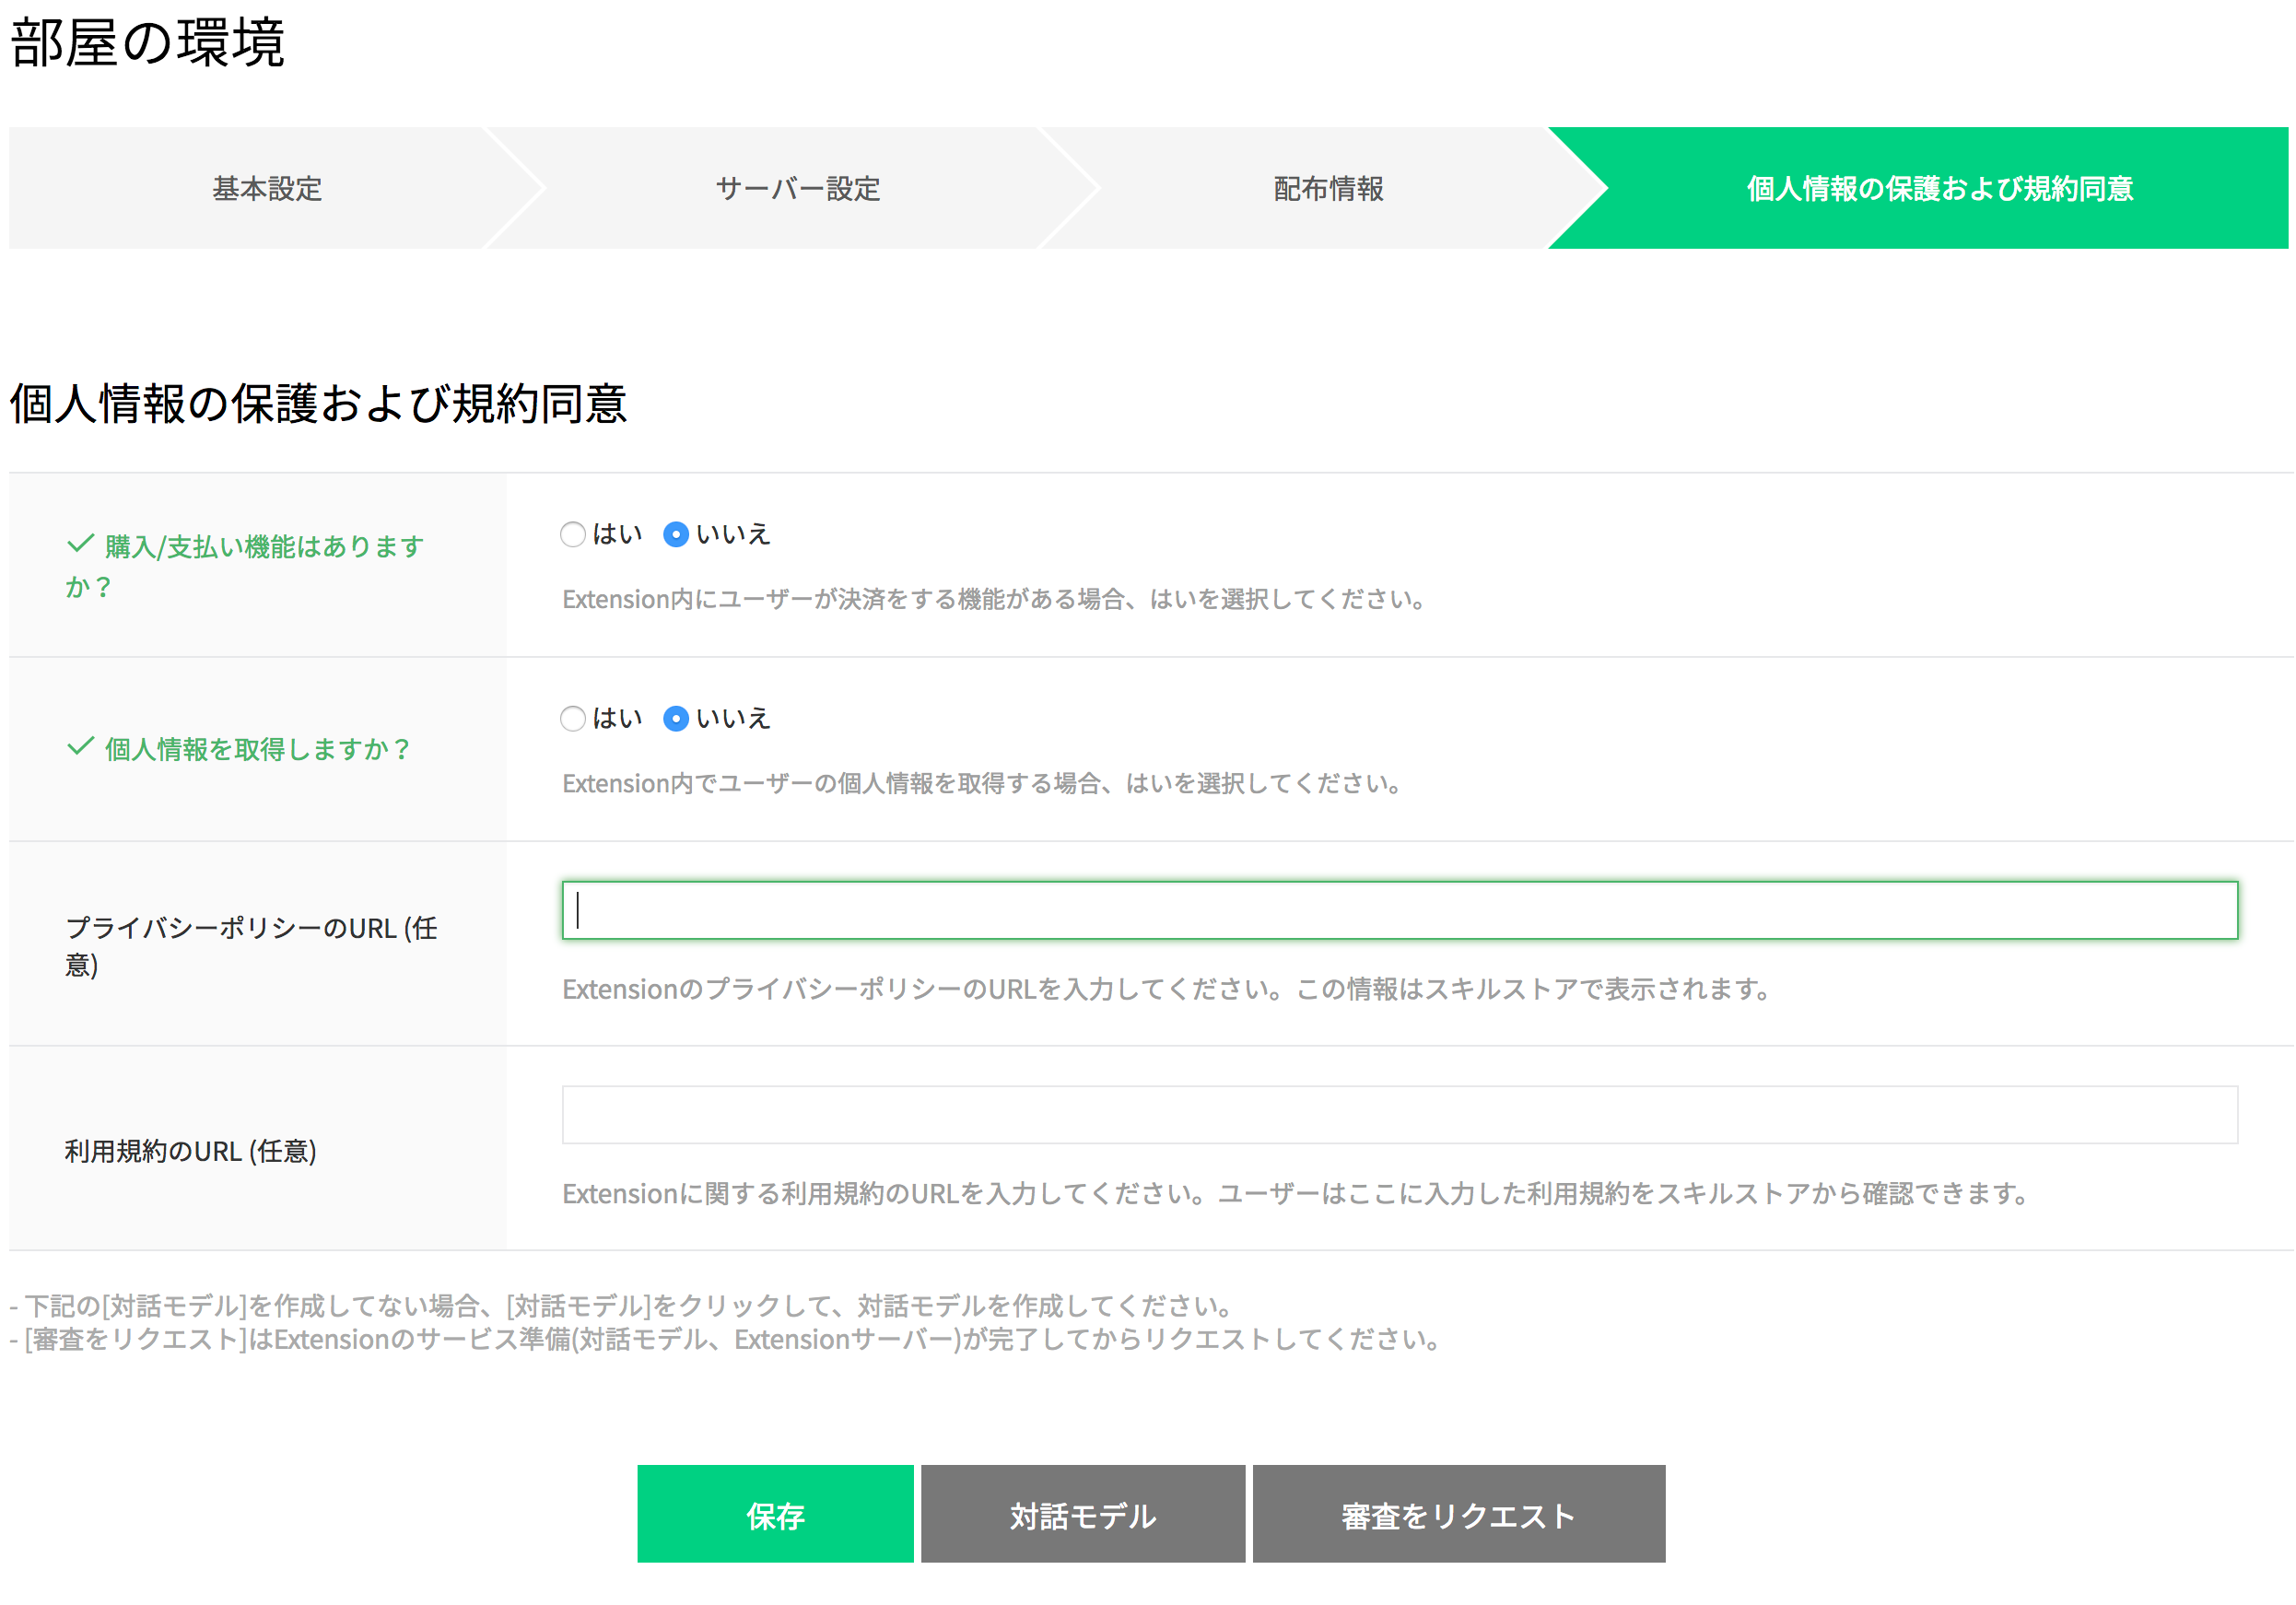 部屋の環境
基本設定
サーバー設定
配布情報
個人情報の保護および規約同意
個人情報の保護および規約同意
購入/支払い機能はあります
か？
はい いいえ
Extension内にユーザーが決済をする機能がある場合、はいを選択してください。
個人情報を取得しますか？
はい いいえ
Extension内でユーザーの個人情報を取得する場合、はいを選択してください。
プライバシーポリシーのURL (任
意)
ExtensionのプライバシーポリシーのURLを入力してください。この情報はスキルストアで表示されます。
利用規約のURL (任意)
Extensionに関する利用規約のURLを入力してください。ユーザーはここに入力した利用規約をスキルストアから確認できます。
- 下記の[対話モデル]を作成してない場合、[対話モデル]をクリックして、対話モデルを作成してください。
- [審査をリクエスト]はExtensionのサービス準備(対話モデル、Extensionサーバー)が完了してからリクエストしてください。
保存
対話モデル
審査をリクエスト